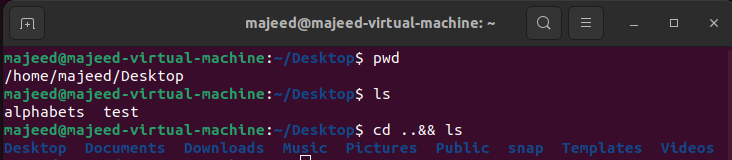 majeed@majeed-virtual-machine: ~
majeed@majeed-virtual-machine:~/Desktop$ pwd
/home/majeed/Desktop
majeed@majeed-virtual-machine:~/Desktop$ ls
alphabets  test
majeed@majeed-virtual-machine:~/Desktop$ cd ..&& ls
Desktop  Documents  Downloads  Music  Pictures  Public  snap  Templates  Videos